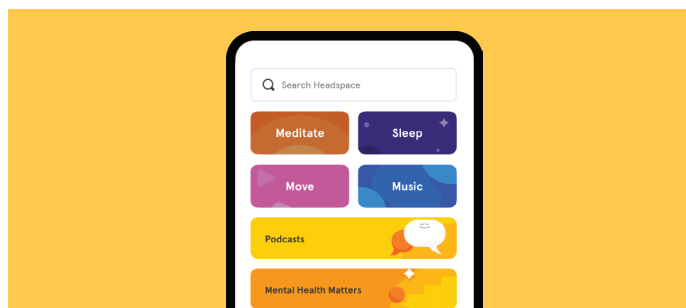 Search Headspace
Meditate
Sleep
Move
Music
Podcasts
Mental Health Matters